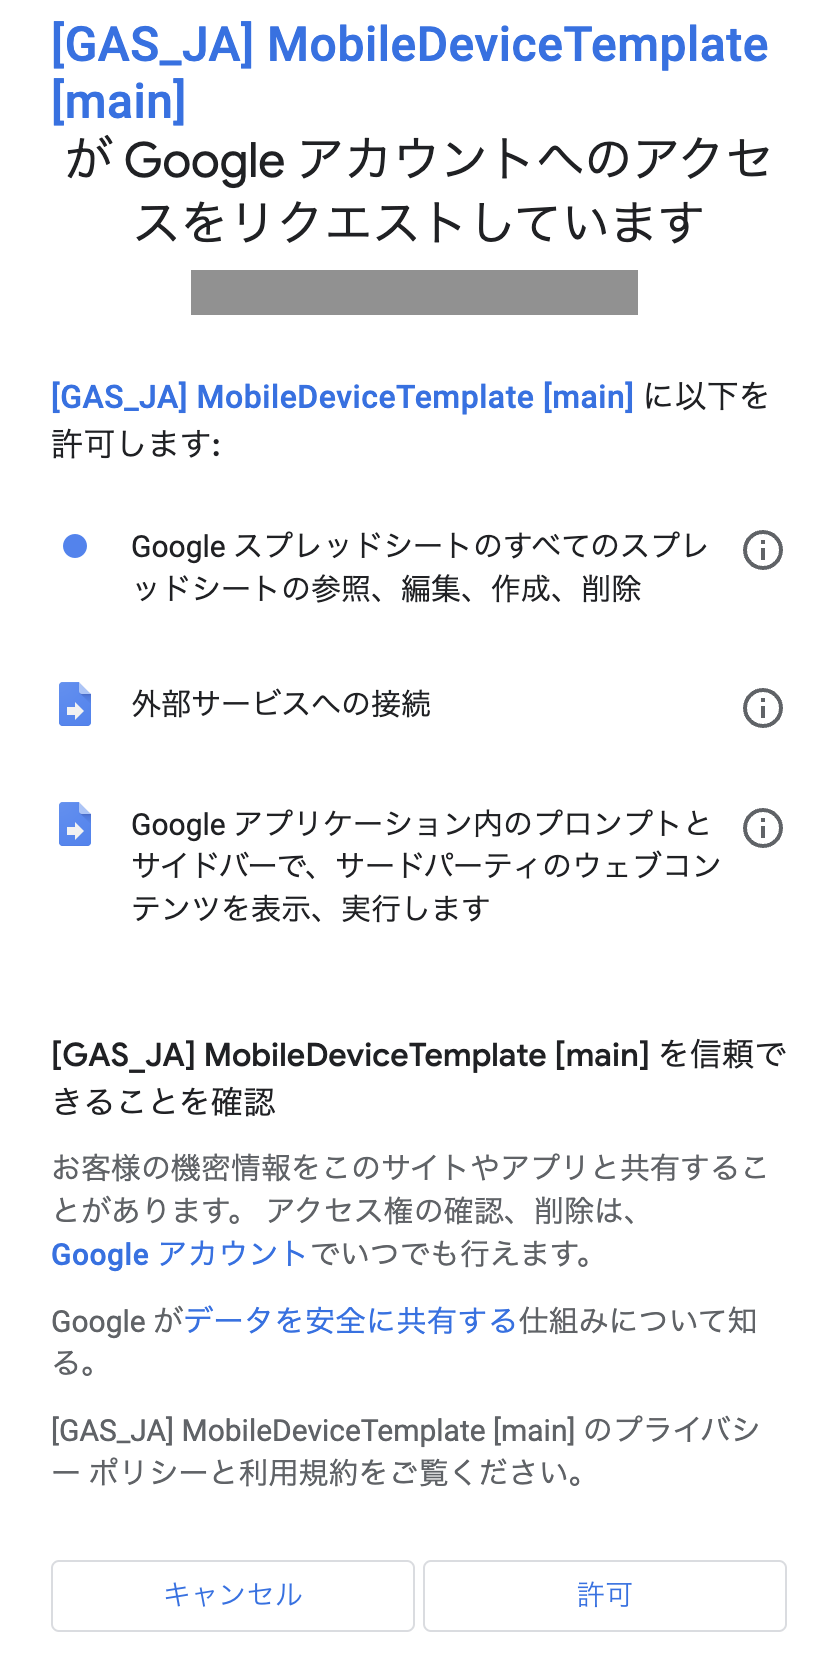 [GAS_JA] MobileDeviceTemplate
[main]
が Google アカウントへのアクセ
スをリクエストしています
[GAS_JA] MobileDeviceTemplate [main] に以下を
許可します:
Google スプレッドシートのすべてのスプレ
ッドシートの参照、編集、作成、削除
外部サービスへの接続
Google アプリケーション内のプロンプトと
サイドバーで、サードパーティのウェブコン
テンツを表示、実行します
[GAS_JA] MobileDeviceTemplate [main] を信頼で
きることを確認
お客様の機密情報をこのサイトやアプリと共有するこ
とがあります。 アクセス権の確認、削除は、
Google アカウントでいつでも行えます。
Google がデータを安全に共有する仕組みについて知
る。
[GAS_JA] MobileDeviceTemplate [main] のプライバシ
ー ポリシーと利用規約をご覧ください。
キャンセル
許可